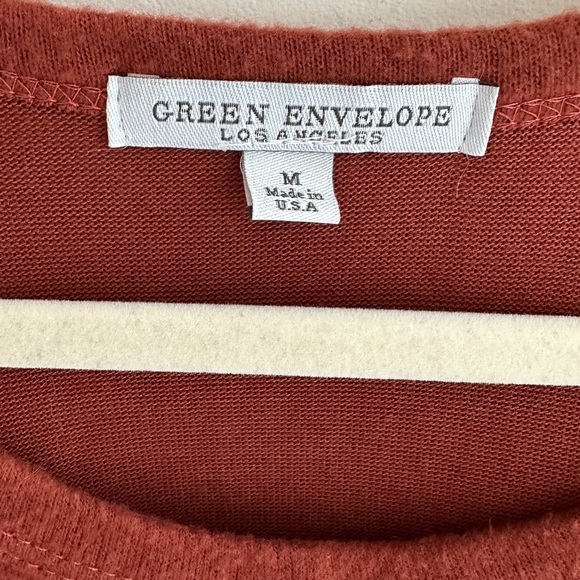 GREEN ENVELOPE
LOS ANGELES
M
Made in
U.S.A